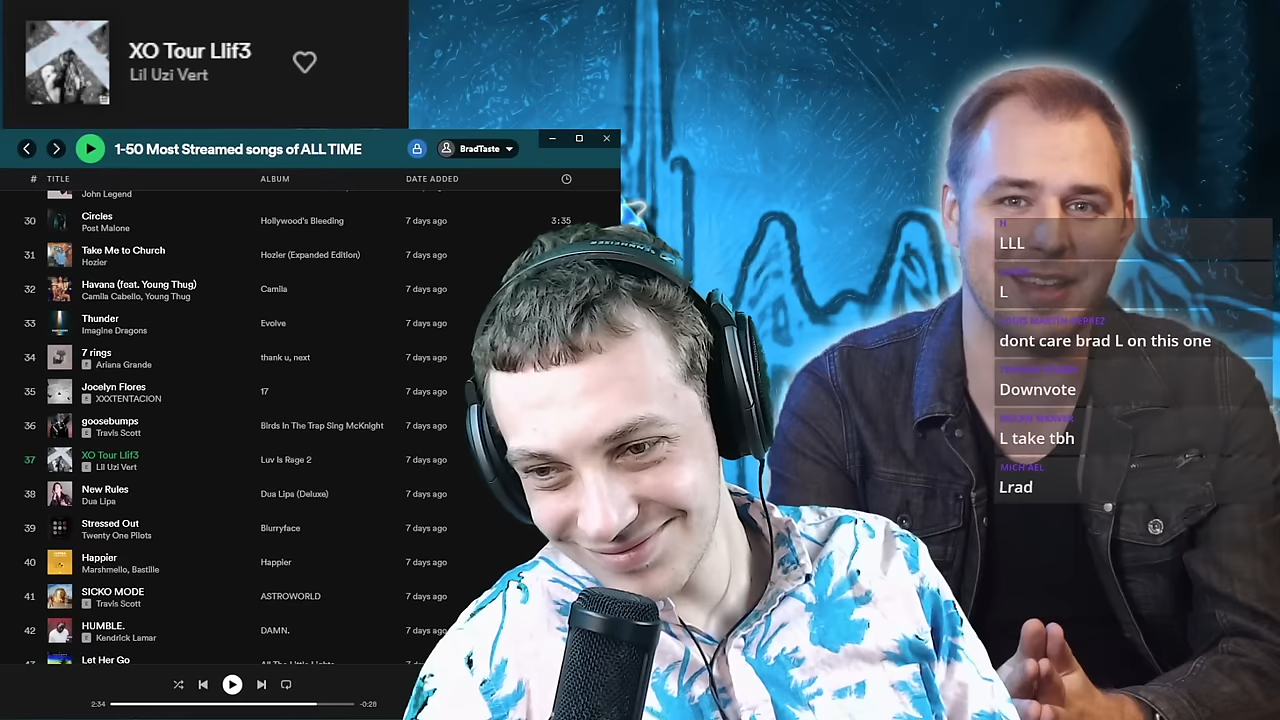 XO Tour Llif3
Lil Uzi Vert
1-50 Most Streamed songs of ALL TIME
BradTaste
# TITLE ALBUM DATE ADDED
John Legend
30 Circles Hollywood's Bleeding 7 days ago 3:35
Post Malone
31 Take Me to Church Hozier (Expanded Edition) 7 days ago
Hozier
32 Havana (feat. Young Thug) Camila 7 days ago
Camila Cabello, Young Thug
33 Thunder Evolve 7 days ago
Imagine Dragons
34 7 rings thank u, next 7 days ago
E Ariana Grande
35 Jocelyn Flores 17 7 days ago
E XXXTENTACION
36 goosebumps Birds In The Trap Sing McKnight 7 days ago
E Travis Scott
37 XO Tour Llif3 Luv Is Rage 2 7 days ago
E Lil Uzi Vert
38 New Rules Dua Lipa (Deluxe) 7 days ago
Dua Lipa
39 Stressed Out Blurryface 7 days ago
Twenty One Pilots
40 Happier Happier 7 days ago
Marshmello, Bastille
41 SICKO MODE ASTROWORLD 7 days ago
E Travis Scott
42 HUMBLE. DAMN. 7 days ago
E Kendrick Lamar
Let Her Go All The Little Lights
2:34 -0:28
SENNHEISER
H
LLL
L
dont care brad L on this one
Downvote
L take tbh
MICHAEL
Lrad